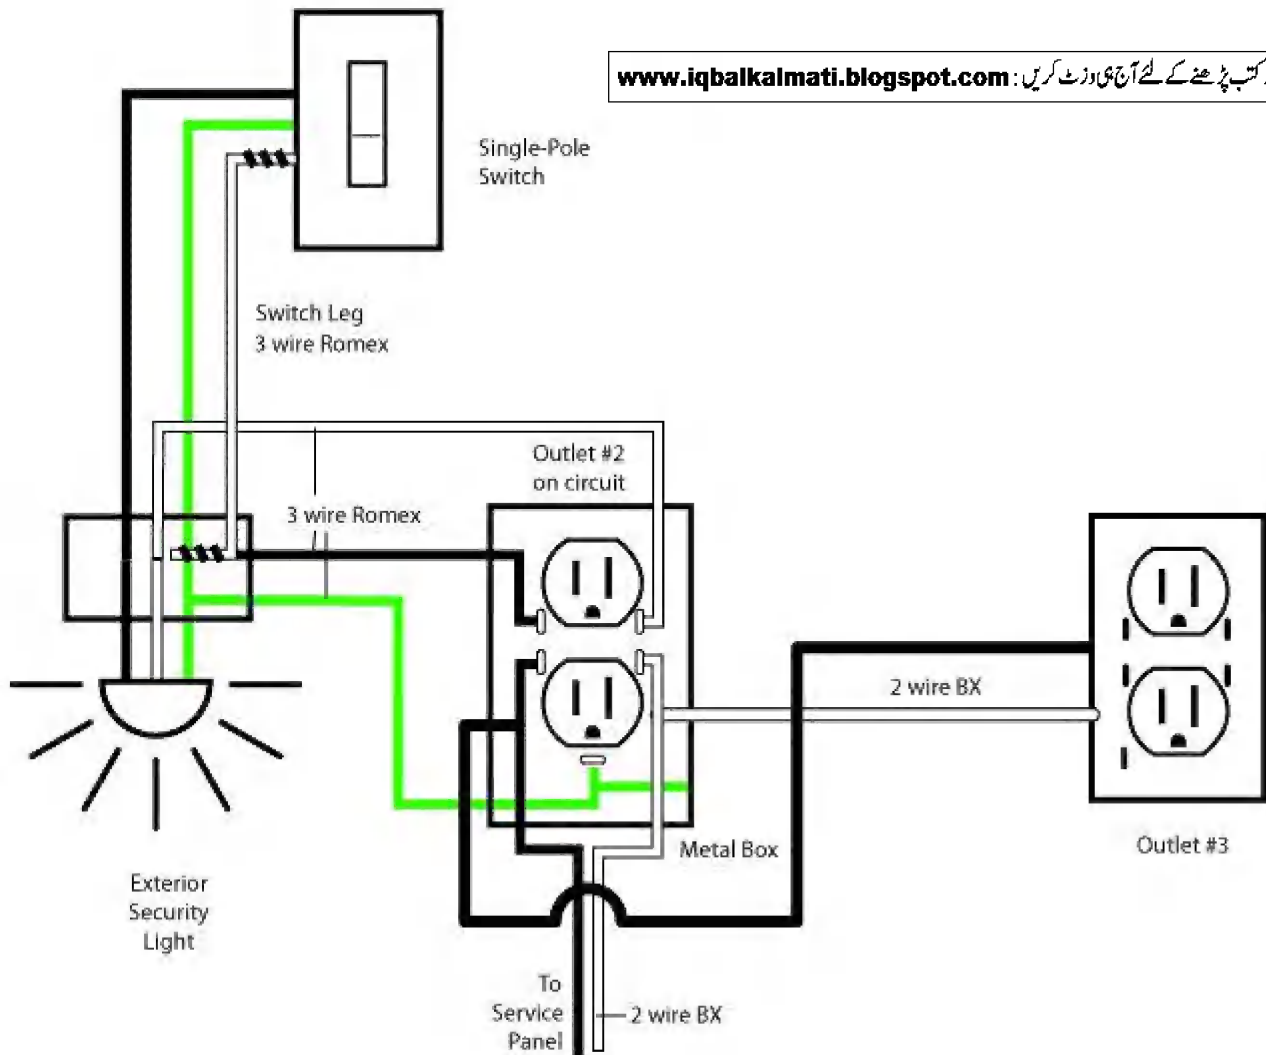 کتب پڑھنے کے لئے آج ہی وزٹ کریں : www.iqbalkalmati.blogspot.com
Single-Pole
Switch
Switch Leg
3 wire Romex
Outlet #2
on circuit
3 wire Romex
2 wire BX
Metal Box
Outlet #3
Exterior
Security
Light
To
Service
Panel
2 wire BX